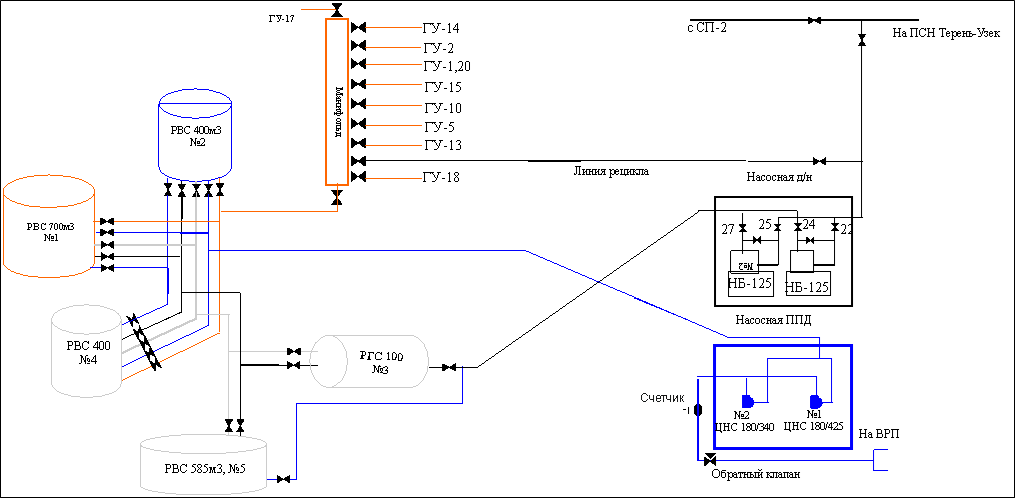 ГУ-17
с СП-2
На ПСН Терень-Узек
ГУ-14
ГУ-2
ГУ-1,20
ГУ-15
ГУ-10
ГУ-5
ГУ-13
ГУ-18
Манифольд
РВС 400м3
№2
Линия рецикла
Насосная д/н
РВС 700м3
№1
27
25
24
22
№2
НБ-125
НБ-125
Насосная ППД
РВС 400
№4
РГС 100
№3
Счетчик
№2
ЦНС 180/340
№1
ЦНС 180/425
На ВРП
РВС 585м3, №5
Обратный клапан